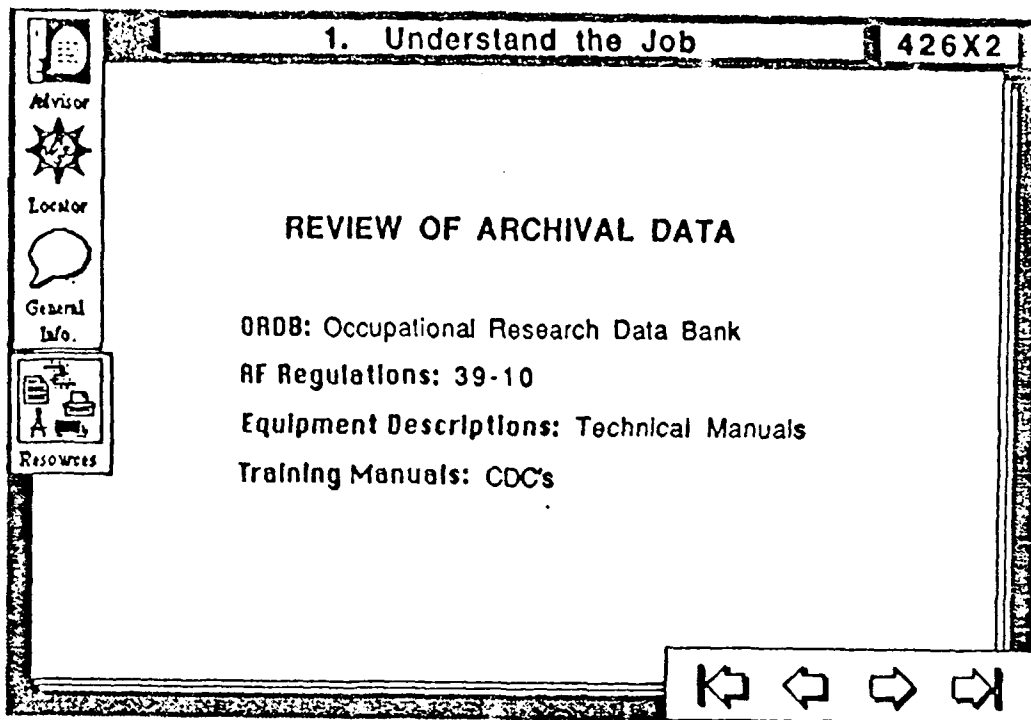 1. Understand the Job
426X2
Advisor
Locator
General
Info.
Resources
REVIEW OF ARCHIVAL DATA
ORDB: Occupational Research Data Bank
AF Regulations: 39-10
Equipment Descriptions: Technical Manuals
Training Manuals: CDC's